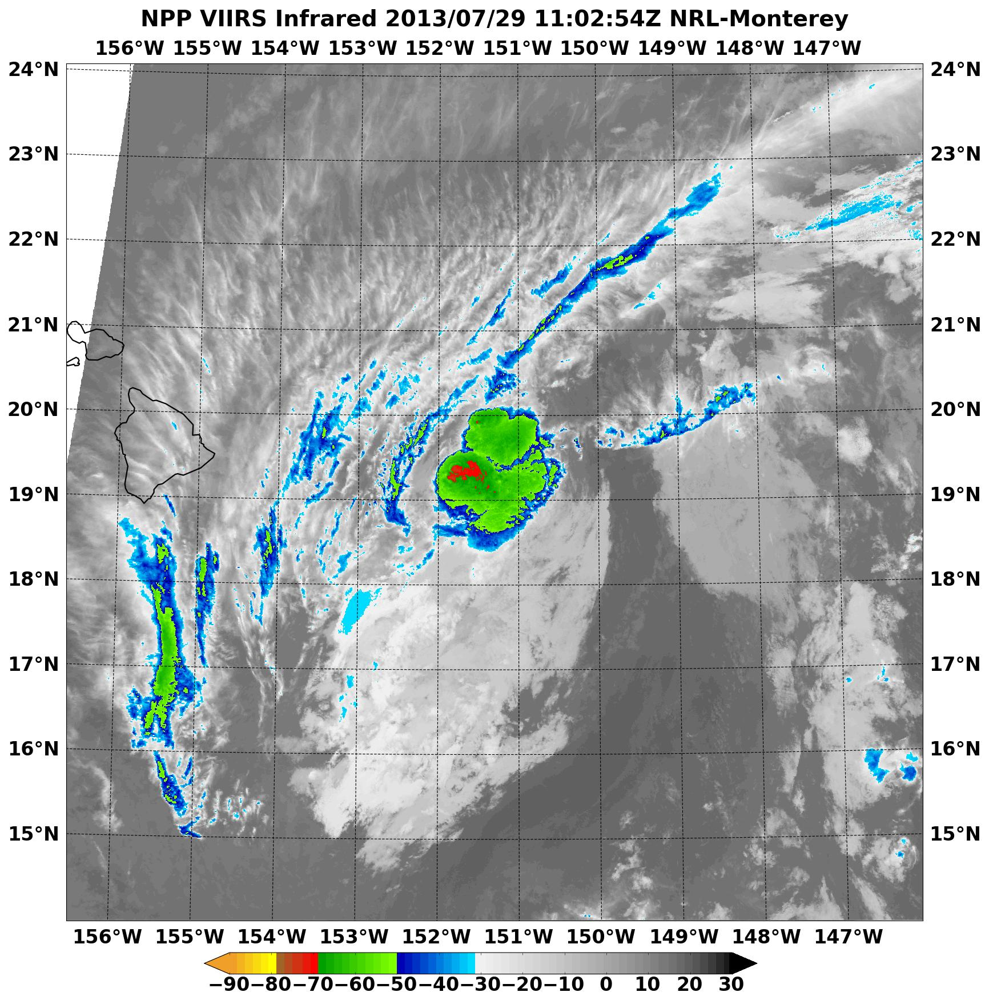 NPP VIIRS Infrared 2013/07/29 11:02:54Z NRL-Monterey
156°W 155°W 154°W 153°W 152°W 151°W 150°W 149°W 148°W 147°W
24°N 24°N
23°N 23°N
22°N 22°N
21°N 21°N
20°N 20°N
19°N 19°N
18°N 18°N
17°N 17°N
16°N 16°N
15°N 15°N
156°W 155°W 154°W 153°W 152°W 151°W 150°W 149°W 148°W 147°W
−90 −80 −70 −60 −50 −40 −30 −20 −10 0 10 20 30